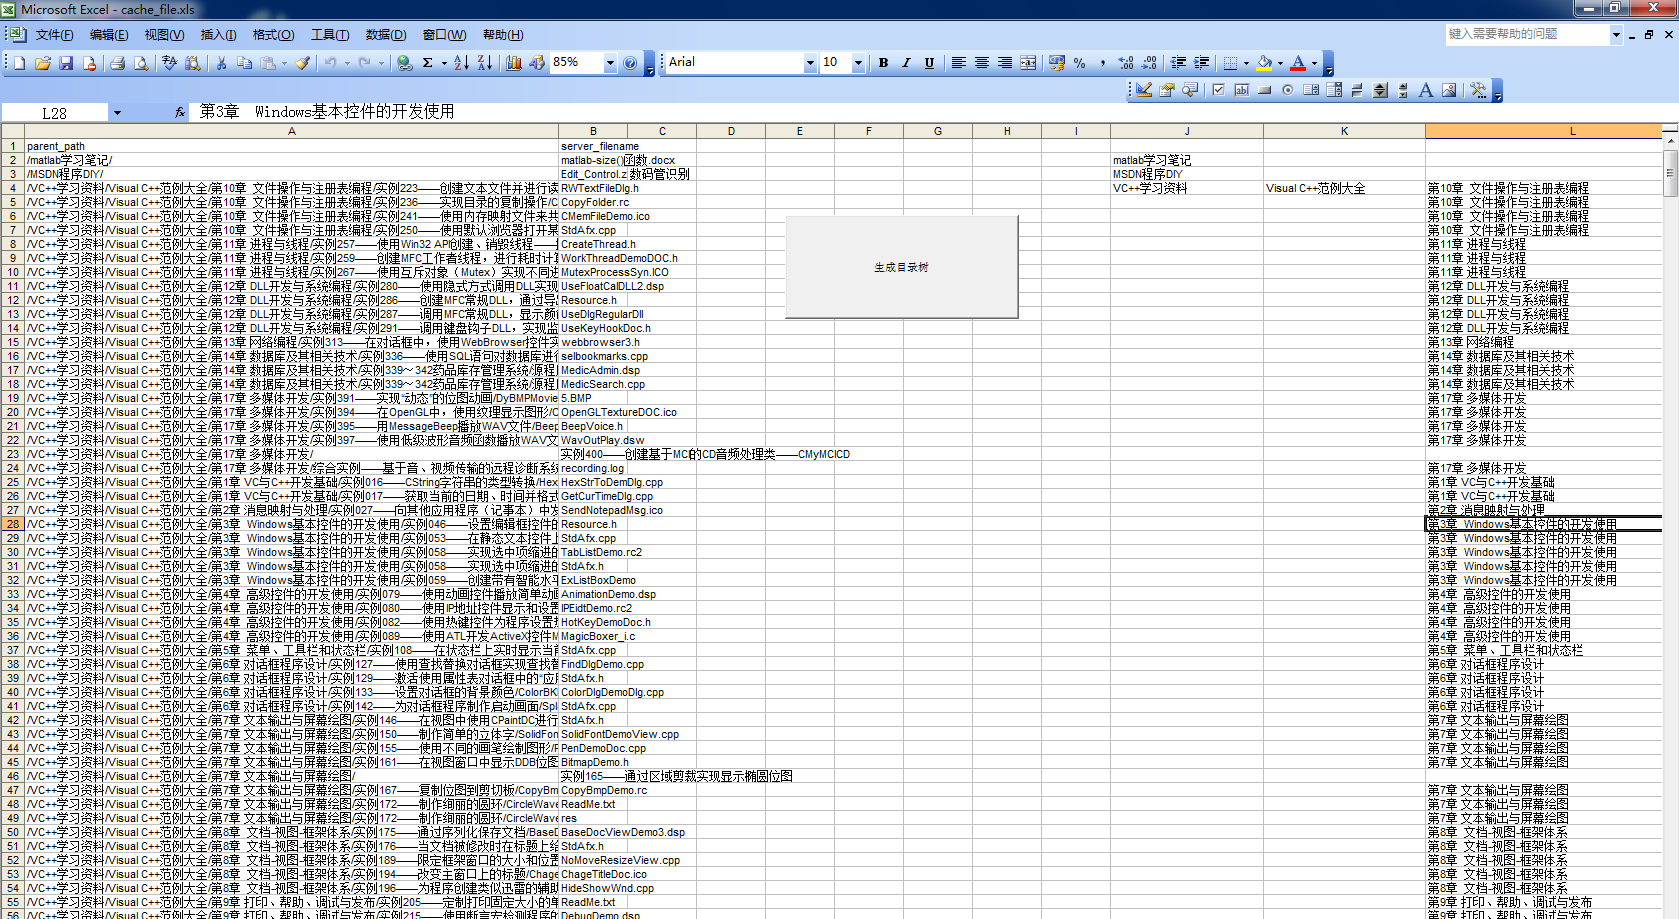 Microsoft Excel - cache_file.xls
文件(F) 编辑(E) 视图(V) 插入(I) 格式(O) 工具(T) 数据(D) 窗口(W) 帮助(H) 键入需要帮助的问题
85% Arial 10 B I U
L28 fx 第3章  Windows基本控件的开发使用
A B C D E F G H I J K L
1 parent_path server_filename
2 /matlab学习笔记/ matlab-size()函数.docx matlab学习笔记
3 /MSDN程序DIY/ Edit_Control.z 数码管识别 MSDN程序DIY
4 /VC++学习资料/Visual C++范例大全/第10章  文件操作与注册表编程/实例223——创建文本文件并进行读 RWTextFileDlg.h VC++学习资料 Visual C++范例大全 第10章  文件操作与注册表编程
5 /VC++学习资料/Visual C++范例大全/第10章  文件操作与注册表编程/实例236——实现目录的复制操作/C CopyFolder.rc 第10章  文件操作与注册表编程
6 /VC++学习资料/Visual C++范例大全/第10章  文件操作与注册表编程/实例241——使用内存映射文件来共 CMemFileDemo.ico 第10章  文件操作与注册表编程
7 /VC++学习资料/Visual C++范例大全/第10章  文件操作与注册表编程/实例250——使用默认浏览器打开某 StdAfx.cpp 第10章  文件操作与注册表编程
8 /VC++学习资料/Visual C++范例大全/第11章 进程与线程/实例257——使用Win32 API创建、销毁线程—— CreateThread.h 第11章 进程与线程
9 /VC++学习资料/Visual C++范例大全/第11章 进程与线程/实例259——创建MFC工作者线程，进行耗时计算 WorkThreadDemoDOC.h 第11章 进程与线程
10 /VC++学习资料/Visual C++范例大全/第11章 进程与线程/实例267——使用互斥对象（Mutex）实现不同进 MutexProcessSyn.ICO 生成目录树 第11章 进程与线程
11 /VC++学习资料/Visual C++范例大全/第12章 DLL开发与系统编程/实例280——使用隐式方式调用DLL实现 UseFloatCalDLL2.dsp 第12章 DLL开发与系统编程
12 /VC++学习资料/Visual C++范例大全/第12章 DLL开发与系统编程/实例286——创建MFC常规DLL，通过导 Resource.h 第12章 DLL开发与系统编程
13 /VC++学习资料/Visual C++范例大全/第12章 DLL开发与系统编程/实例287——调用MFC常规DLL，显示颜 UseDlgRegularDll 第12章 DLL开发与系统编程
14 /VC++学习资料/Visual C++范例大全/第12章 DLL开发与系统编程/实例291——调用键盘钩子DLL，实现监 UseKeyHookDoc.h 第12章 DLL开发与系统编程
15 /VC++学习资料/Visual C++范例大全/第13章 网络编程/实例313——在对话框中，使用WebBrowser控件实 webbrowser3.h 第13章 网络编程
16 /VC++学习资料/Visual C++范例大全/第14章 数据库及其相关技术/实例336——使用SQL语句对数据库进行 selbookmarks.cpp 第14章 数据库及其相关技术
17 /VC++学习资料/Visual C++范例大全/第14章 数据库及其相关技术/实例339～342药品库存管理系统/源程 MedicAdmin.dsp 第14章 数据库及其相关技术
18 /VC++学习资料/Visual C++范例大全/第14章 数据库及其相关技术/实例339～342药品库存管理系统/源程 MedicSearch.cpp 第14章 数据库及其相关技术
19 /VC++学习资料/Visual C++范例大全/第17章 多媒体开发/实例391——实现“动态”的位图动画/DyBMPMovie 5.BMP 第17章 多媒体开发
20 /VC++学习资料/Visual C++范例大全/第17章 多媒体开发/实例394——在OpenGL中，使用纹理显示图形/C OpenGLTextureDOC.ico 第17章 多媒体开发
21 /VC++学习资料/Visual C++范例大全/第17章 多媒体开发/实例395——用MessageBeep播放WAV文件/Beep BeepVoice.h 第17章 多媒体开发
22 /VC++学习资料/Visual C++范例大全/第17章 多媒体开发/实例397——使用低级波形音频函数播放WAV文 WavOutPlay.dsw 第17章 多媒体开发
23 /VC++学习资料/Visual C++范例大全/第17章 多媒体开发/ 实例400——创建基于MCI的CD音频处理类——CMyMCICD
24 /VC++学习资料/Visual C++范例大全/第17章 多媒体开发/综合实例——基于音、视频传输的远程诊断系统 recording.log 第17章 多媒体开发
25 /VC++学习资料/Visual C++范例大全/第1章 VC与C++开发基础/实例016——CString字符串的类型转换/Hex HexStrToDemDlg.cpp 第1章 VC与C++开发基础
26 /VC++学习资料/Visual C++范例大全/第1章 VC与C++开发基础/实例017——获取当前的日期、时间并格式 GetCurTimeDlg.cpp 第1章 VC与C++开发基础
27 /VC++学习资料/Visual C++范例大全/第2章 消息映射与处理/实例027——向其他应用程序（记事本）中发 SendNotepadMsg.ico 第2章 消息映射与处理
28 /VC++学习资料/Visual C++范例大全/第3章  Windows基本控件的开发使用/实例046——设置编辑框控件的 Resource.h 第3章  Windows基本控件的开发使用
29 /VC++学习资料/Visual C++范例大全/第3章  Windows基本控件的开发使用/实例053——在静态文本控件上 StdAfx.cpp 第3章  Windows基本控件的开发使用
30 /VC++学习资料/Visual C++范例大全/第3章  Windows基本控件的开发使用/实例058——实现选中项缩进的 TabListDemo.rc2 第3章  Windows基本控件的开发使用
31 /VC++学习资料/Visual C++范例大全/第3章  Windows基本控件的开发使用/实例058——实现选中项缩进的 StdAfx.h 第3章  Windows基本控件的开发使用
32 /VC++学习资料/Visual C++范例大全/第3章  Windows基本控件的开发使用/实例059——创建带有智能水平 ExListBoxDemo 第3章  Windows基本控件的开发使用
33 /VC++学习资料/Visual C++范例大全/第4章  高级控件的开发使用/实例079——使用动画控件播放简单动画 AnimationDemo.dsp 第4章  高级控件的开发使用
34 /VC++学习资料/Visual C++范例大全/第4章  高级控件的开发使用/实例080——使用IP地址控件显示和设置 IPEidtDemo.rc2 第4章  高级控件的开发使用
35 /VC++学习资料/Visual C++范例大全/第4章  高级控件的开发使用/实例082——使用热键控件为程序设置热 HotKeyDemoDoc.h 第4章  高级控件的开发使用
36 /VC++学习资料/Visual C++范例大全/第4章  高级控件的开发使用/实例089——使用ATL开发ActiveX控件M MagicBoxer_i.c 第4章  高级控件的开发使用
37 /VC++学习资料/Visual C++范例大全/第5章  菜单、工具栏和状态栏/实例108——在状态栏上实时显示当前 StdAfx.cpp 第5章  菜单、工具栏和状态栏
38 /VC++学习资料/Visual C++范例大全/第6章 对话框程序设计/实例127——使用查找替换对话框实现查找替 FindDlgDemo.cpp 第6章 对话框程序设计
39 /VC++学习资料/Visual C++范例大全/第6章 对话框程序设计/实例129——激活使用属性表对话框中的“应用 StdAfx.h 第6章 对话框程序设计
40 /VC++学习资料/Visual C++范例大全/第6章 对话框程序设计/实例133——设置对话框的背景颜色/ColorBK ColorDlgDemoDlg.cpp 第6章 对话框程序设计
41 /VC++学习资料/Visual C++范例大全/第6章 对话框程序设计/实例142——为对话框程序制作启动画面/Spl StdAfx.cpp 第6章 对话框程序设计
42 /VC++学习资料/Visual C++范例大全/第7章 文本输出与屏幕绘图/实例146——在视图中使用CPaintDC进行 StdAfx.h 第7章 文本输出与屏幕绘图
43 /VC++学习资料/Visual C++范例大全/第7章 文本输出与屏幕绘图/实例150——制作简单的立体字/SolidFon SolidFontDemoView.cpp 第7章 文本输出与屏幕绘图
44 /VC++学习资料/Visual C++范例大全/第7章 文本输出与屏幕绘图/实例155——使用不同的画笔绘制图形/P PenDemoDoc.cpp 第7章 文本输出与屏幕绘图
45 /VC++学习资料/Visual C++范例大全/第7章 文本输出与屏幕绘图/实例161——在视图窗口中显示DDB位图 BitmapDemo.h 第7章 文本输出与屏幕绘图
46 /VC++学习资料/Visual C++范例大全/第7章 文本输出与屏幕绘图/ 实例165——通过区域剪裁实现显示椭圆位图
47 /VC++学习资料/Visual C++范例大全/第7章 文本输出与屏幕绘图/实例167——复制位图到剪切板/CopyBm CopyBmpDemo.rc 第7章 文本输出与屏幕绘图
48 /VC++学习资料/Visual C++范例大全/第7章 文本输出与屏幕绘图/实例172——制作绚丽的圆环/CircleWave ReadMe.txt 第7章 文本输出与屏幕绘图
49 /VC++学习资料/Visual C++范例大全/第7章 文本输出与屏幕绘图/实例172——制作绚丽的圆环/CircleWave res 第7章 文本输出与屏幕绘图
50 /VC++学习资料/Visual C++范例大全/第8章  文档-视图-框架体系/实例175——通过序列化保存文档/BaseD BaseDocViewDemo3.dsp 第8章  文档-视图-框架体系
51 /VC++学习资料/Visual C++范例大全/第8章  文档-视图-框架体系/实例176——当文档被修改时在标题上给 StdAfx.h 第8章  文档-视图-框架体系
52 /VC++学习资料/Visual C++范例大全/第8章  文档-视图-框架体系/实例189——限定框架窗口的大小和位置 NoMoveResizeView.cpp 第8章  文档-视图-框架体系
53 /VC++学习资料/Visual C++范例大全/第8章  文档-视图-框架体系/实例194——改变主窗口上的标题/Chage ChageTitleDoc.ico 第8章  文档-视图-框架体系
54 /VC++学习资料/Visual C++范例大全/第8章  文档-视图-框架体系/实例196——为程序创建类似迅雷的辅助 HideShowWnd.cpp 第8章  文档-视图-框架体系
55 /VC++学习资料/Visual C++范例大全/第9章 打印、帮助、调试与发布/实例205——定制打印固定大小的单 ReadMe.txt 第9章 打印、帮助、调试与发布
56 /VC++学习资料/Visual C++范例大全/第9章 打印、帮助、调试与发布/实例215——使用断言宏检测程序的 DebugDemo.dsp 第9章 打印、帮助、调试与发布